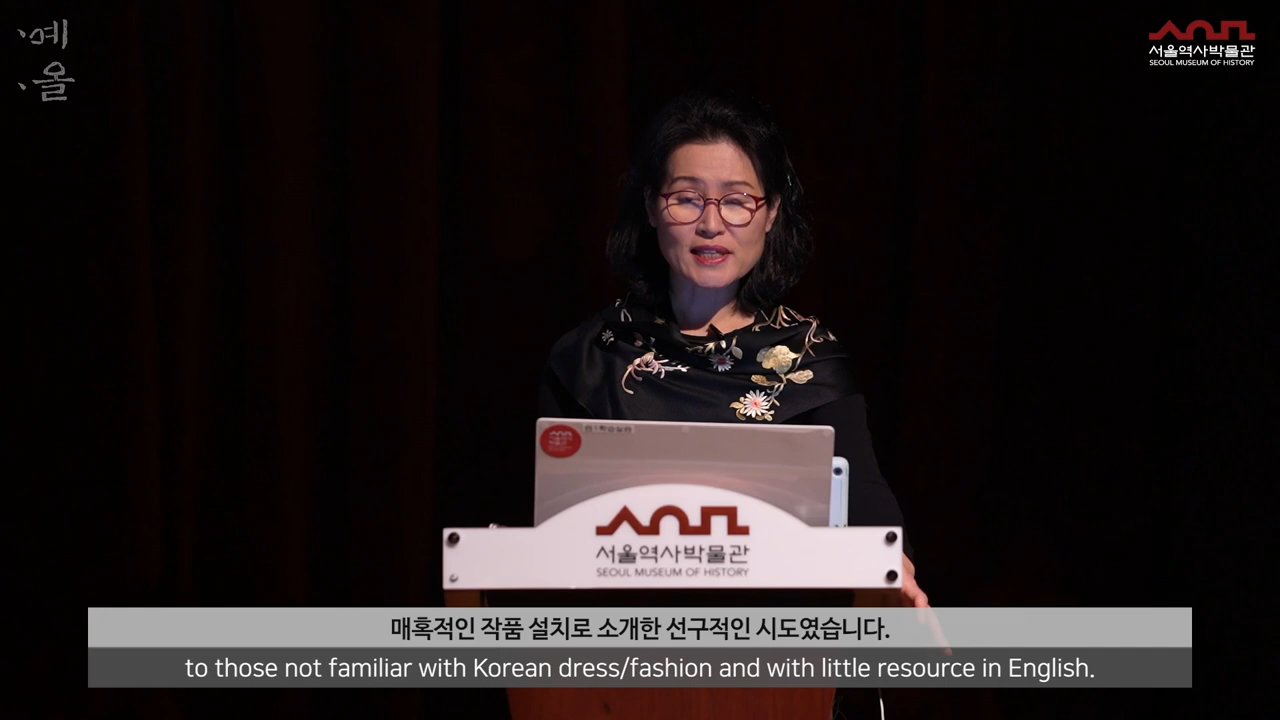 예
올
서울역사박물관
SEOUL MUSEUM OF HISTORY
서울역사박물관
SEOUL MUSEUM OF HISTORY
매혹적인 작품 설치로 소개한 선구적인 시도였습니다.
to those not familiar with Korean dress/fashion and with little resource in English.